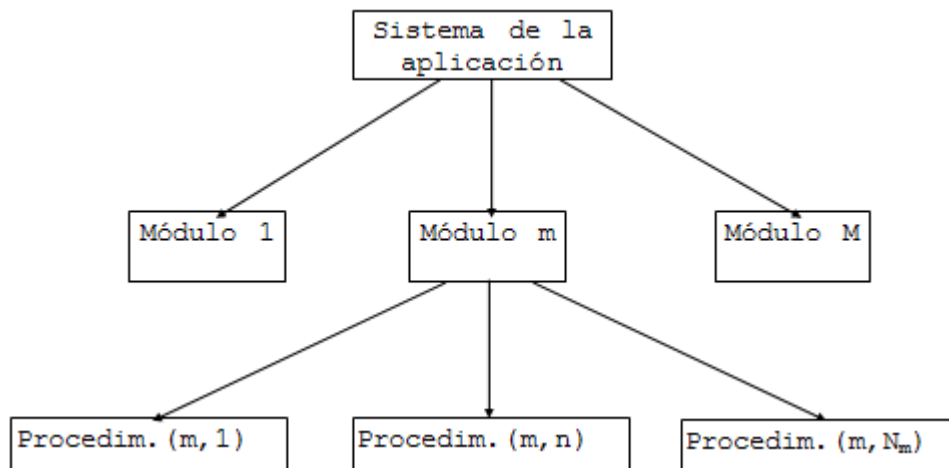 Sistema de la
aplicación
Módulo 1
Módulo m
Módulo M
Procedim.(m,1)
Procedim.(m,n)
Procedim.(m,Nₘ)